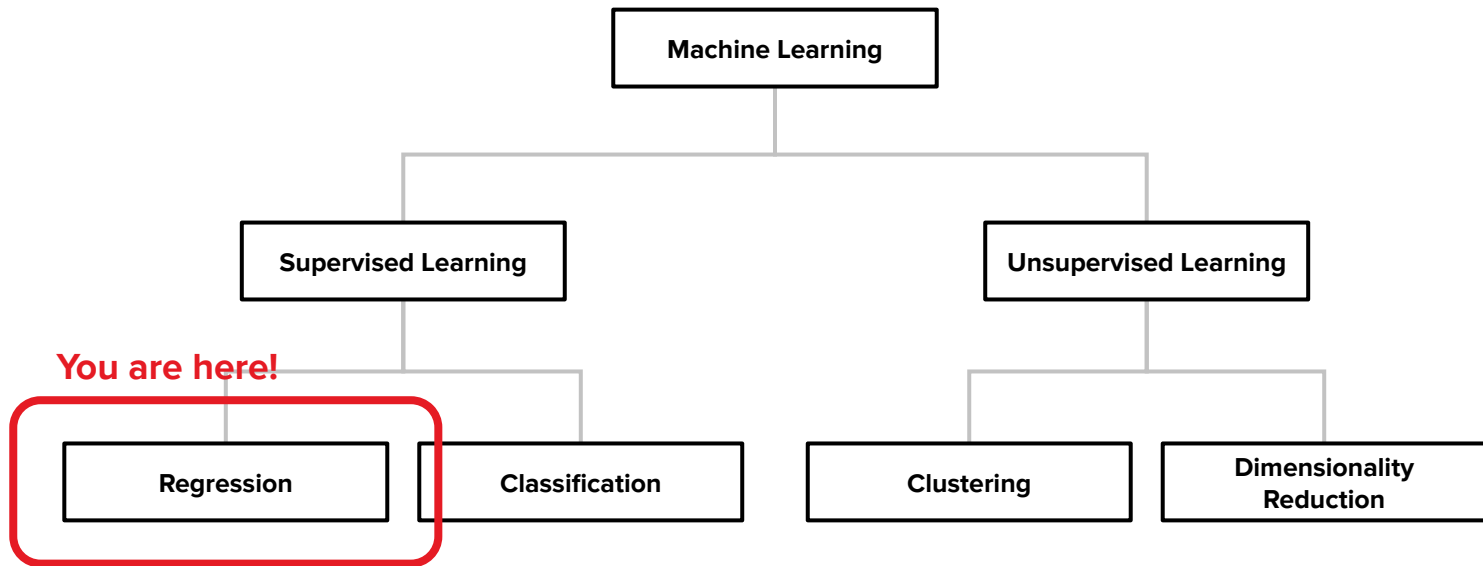 Machine Learning
Supervised Learning
Unsupervised Learning
You are here!
Regression
Classification
Clustering
Dimensionality
Reduction